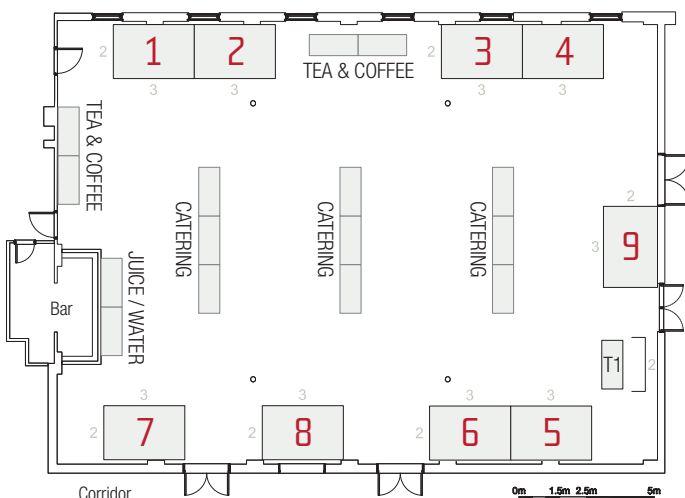 1
2
3
4
2
2
3
3
3
3
TEA & COFFEE
TEA & COFFEE
CATERING
CATERING
CATERING
2
3
9
JUICE / WATER
Bar
T1
2
3
3
3
3
2
7
2
8
2
6
5
Corridor
0m 1.5m 2.5m 5m